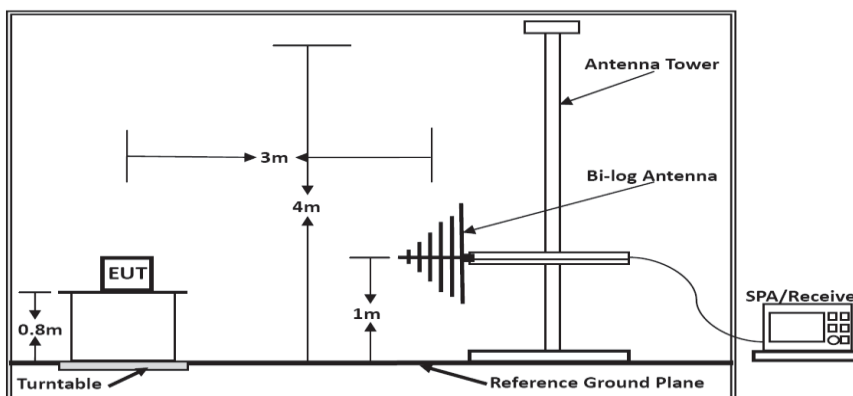 Antenna Tower
3m
Bi-log Antenna
4m
EUT
SPA/Receive
0.8m
1m
Turntable
Reference Ground Plane